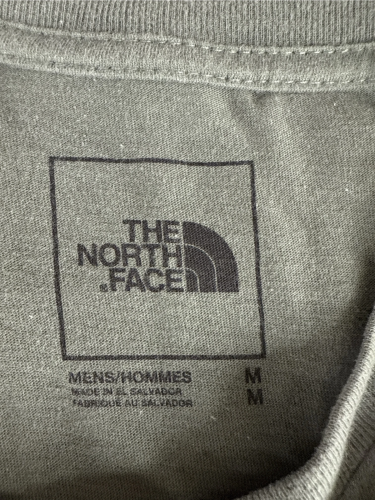 THE
NORTH
FACE
MENS/HOMMES M
MADE IN EL SALVADOR
FABRIQUÉ AU SALVADOR M